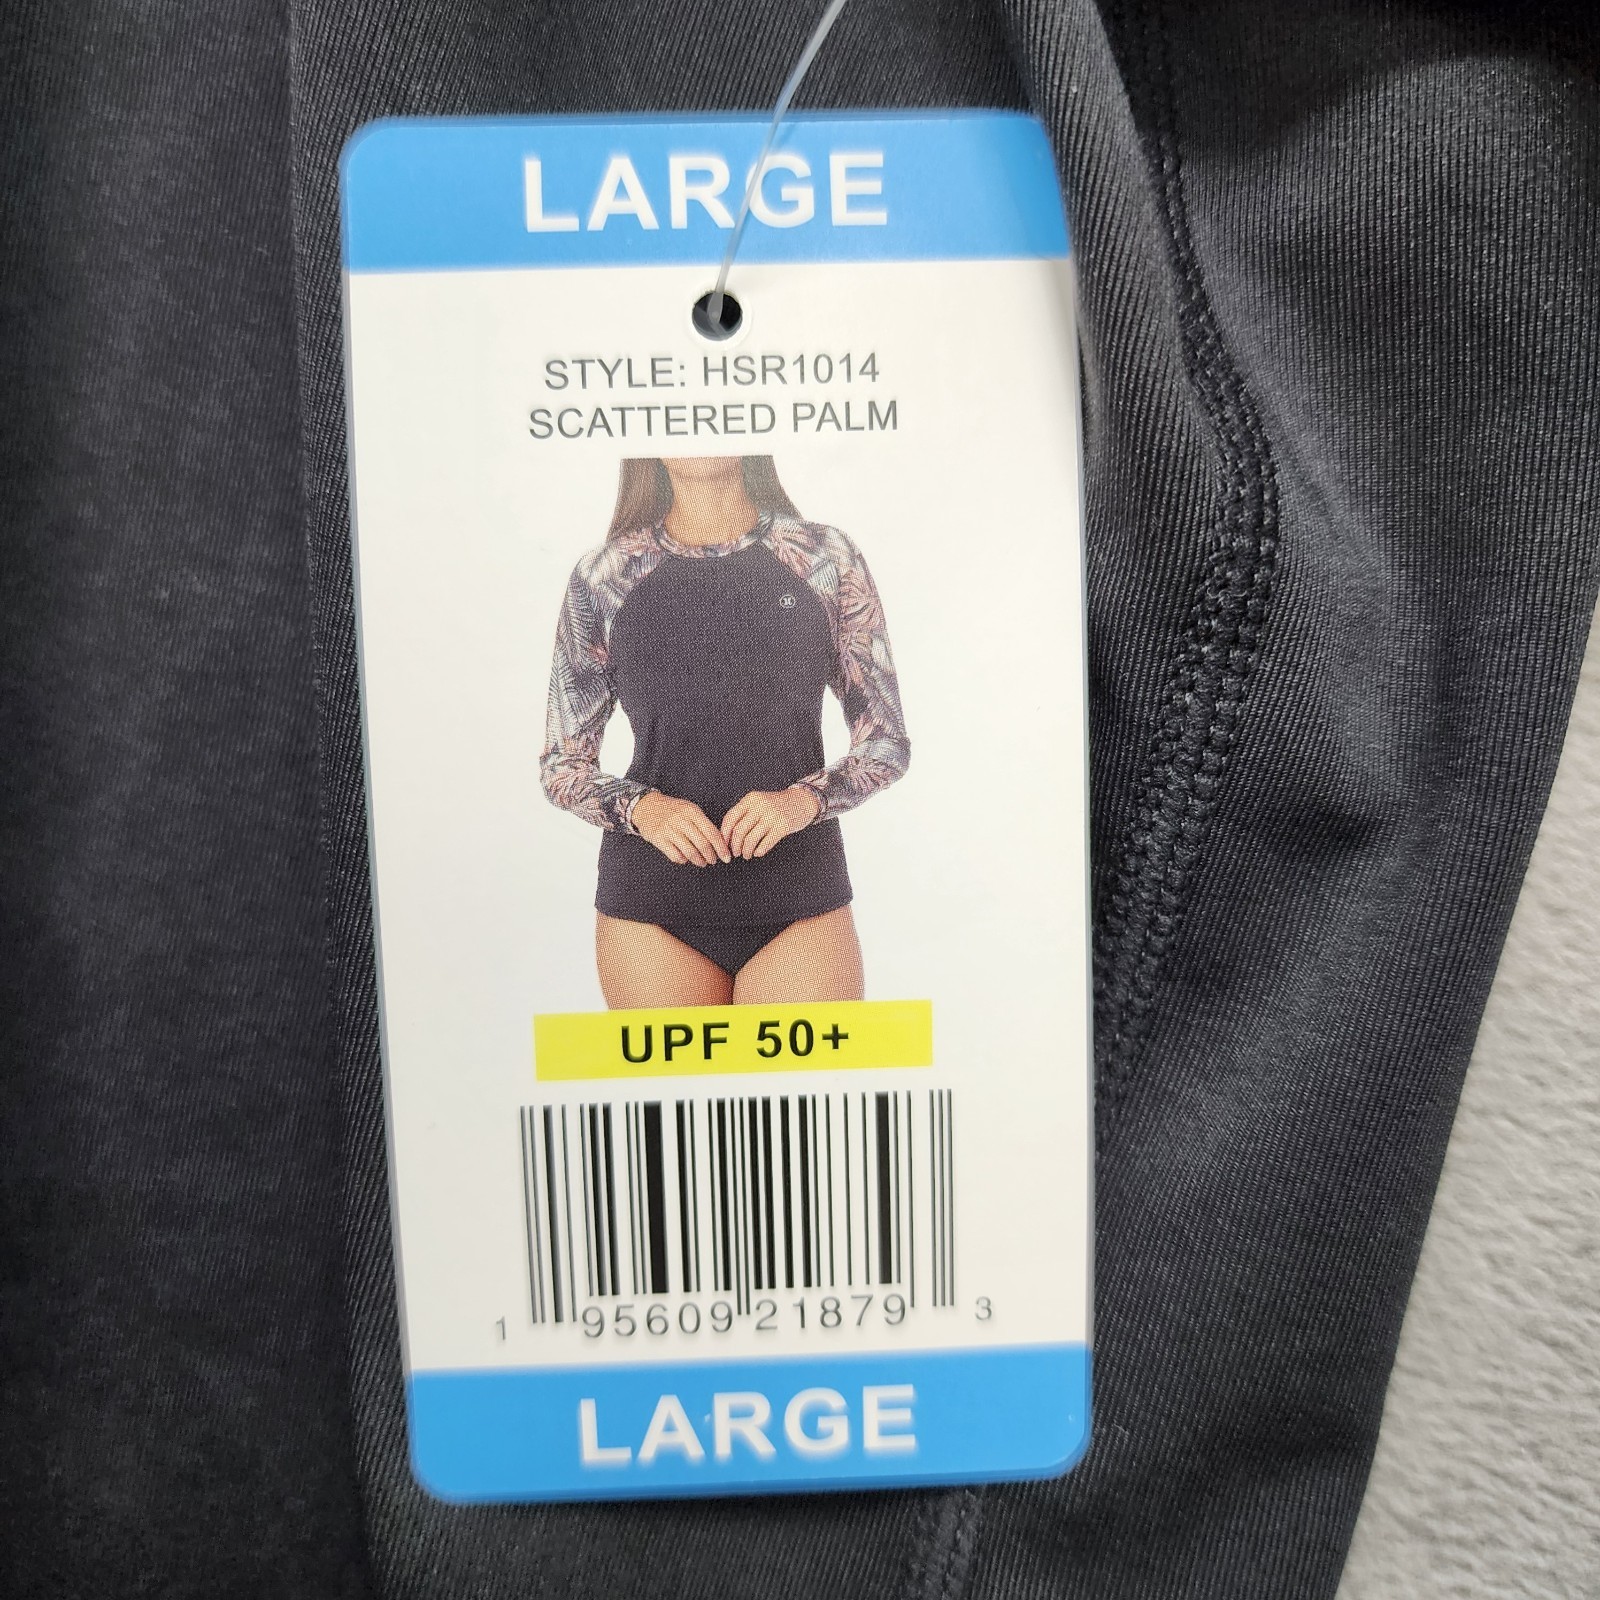 LARGE
STYLE: HSR1014
SCATTERED PALM
UPF 50+
1 95609 21879 3
LARGE